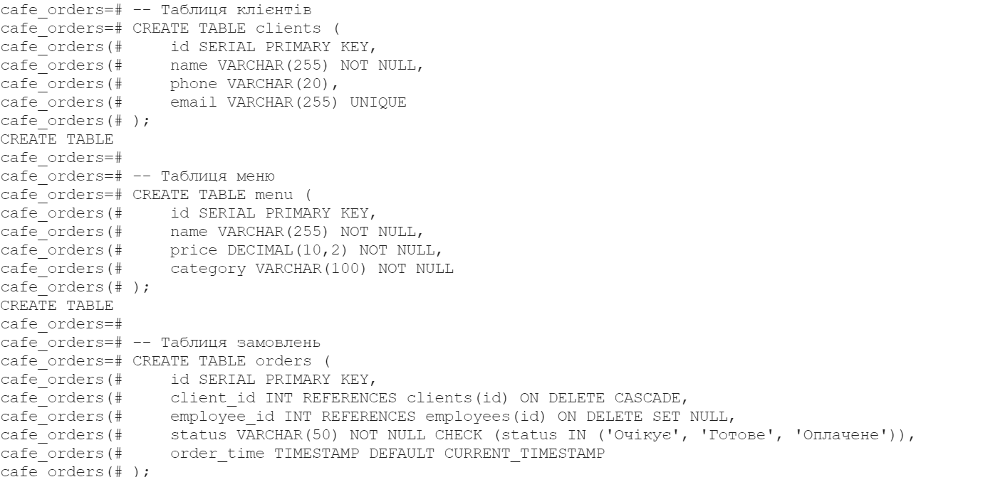 cafe_orders=# -- Таблиця клієнтів
cafe_orders=# CREATE TABLE clients (
cafe_orders(#     id SERIAL PRIMARY KEY,
cafe_orders(#     name VARCHAR(255) NOT NULL,
cafe_orders(#     phone VARCHAR(20),
cafe_orders(#     email VARCHAR(255) UNIQUE
cafe_orders(# );
CREATE TABLE
cafe_orders=#
cafe_orders=# -- Таблиця меню
cafe_orders=# CREATE TABLE menu (
cafe_orders(#     id SERIAL PRIMARY KEY,
cafe_orders(#     name VARCHAR(255) NOT NULL,
cafe_orders(#     price DECIMAL(10,2) NOT NULL,
cafe_orders(#     category VARCHAR(100) NOT NULL
cafe_orders(# );
CREATE TABLE
cafe_orders=#
cafe_orders=# -- Таблиця замовлень
cafe_orders=# CREATE TABLE orders (
cafe_orders(#     id SERIAL PRIMARY KEY,
cafe_orders(#     client_id INT REFERENCES clients(id) ON DELETE CASCADE,
cafe_orders(#     employee_id INT REFERENCES employees(id) ON DELETE SET NULL,
cafe_orders(#     status VARCHAR(50) NOT NULL CHECK (status IN ('Очікує', 'Готове', 'Оплачене')),
cafe_orders(#     order_time TIMESTAMP DEFAULT CURRENT_TIMESTAMP
cafe_orders(# );